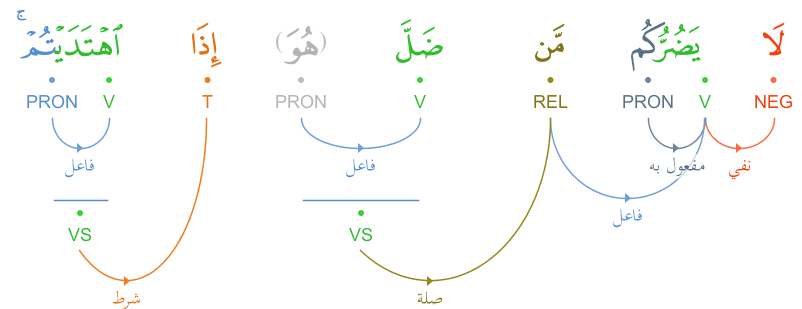 لَا يَضُرُّكُم مَّن ضَلَّ (هُوَ) إِذَا ٱهْتَدَيْتُمْ ۚ
NEG V PRON REL V PRON T V PRON
نفي مفعول به فاعل فاعل فاعل
VS VS
صلة شرط